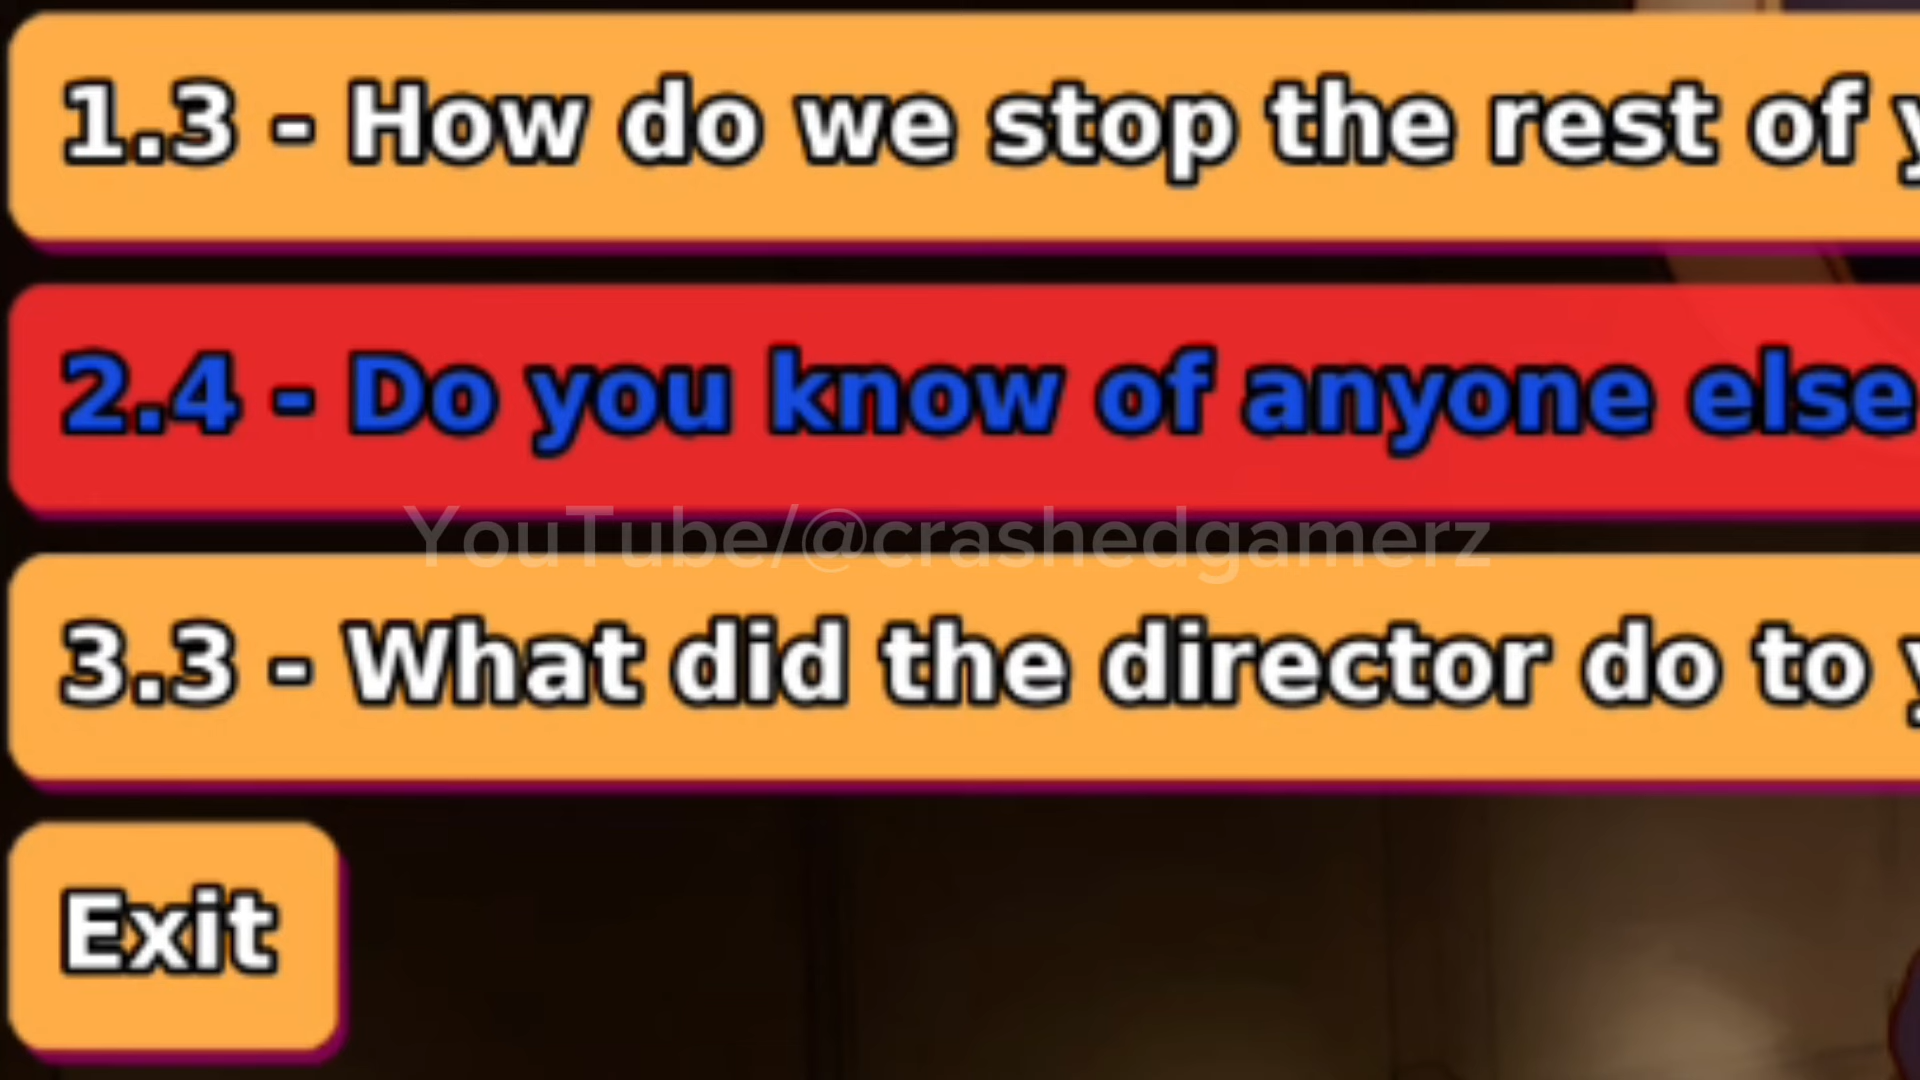 1.3 - How do we stop the rest of
2.4 - Do you know of anyone else
YouTube/@crashedgamerz
3.3 - What did the director do to
Exit